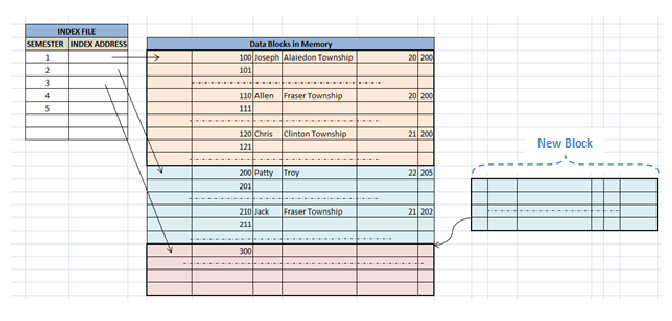 INDEX FILE
SEMESTER INDEX ADDRESS
1
2
3
4
5
Data Blocks in Memory
100 Joseph Alaiedon Township 20 200
101
110 Allen Fraser Township 20 200
111
120 Chris Clinton Township 21 200
121
200 Patty Troy 22 205
201
210 Jack Fraser Township 21 202
211
300
New Block